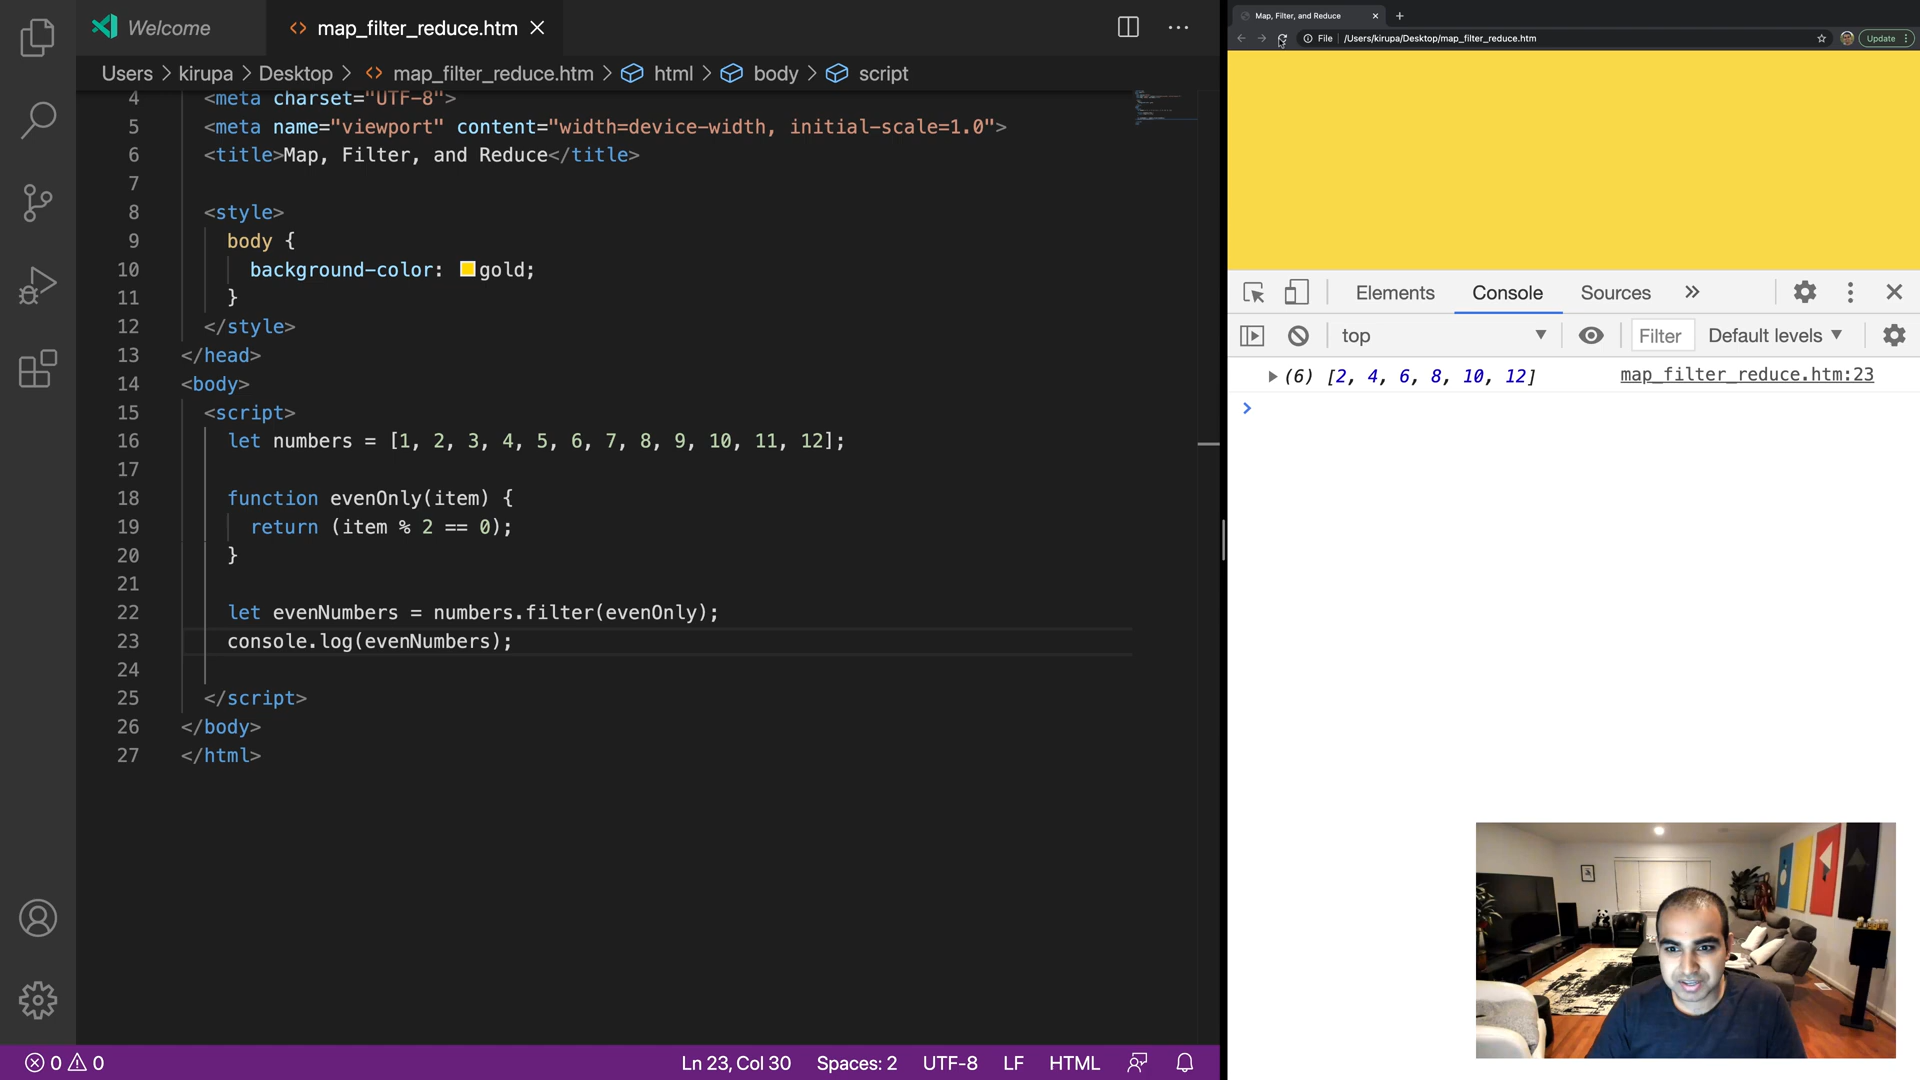 Welcome
map_filter_reduce.htm
Users > kirupa > Desktop > map_filter_reduce.htm > html > body > script
4 <meta charset="UTF-8">
5 <meta name="viewport" content="width=device-width, initial-scale=1.0">
6 <title>Map, Filter, and Reduce</title>
7
8 <style>
9 body {
10 background-color: gold;
11 }
12 </style>
13 </head>
14 <body>
15 <script>
16 let numbers = [1, 2, 3, 4, 5, 6, 7, 8, 9, 10, 11, 12];
17
18 function evenOnly(item) {
19 return (item % 2 == 0);
20 }
21
22 let evenNumbers = numbers.filter(evenOnly);
23 console.log(evenNumbers);
24
25 </script>
26 </body>
27 </html>
0 0
Ln 23, Col 30 Spaces: 2 UTF-8 LF HTML
Map, Filter, and Reduce
File /Users/kirupa/Desktop/map_filter_reduce.htm Update
Elements Console Sources
top Filter Default levels
(6) [2, 4, 6, 8, 10, 12] map_filter_reduce.htm:23